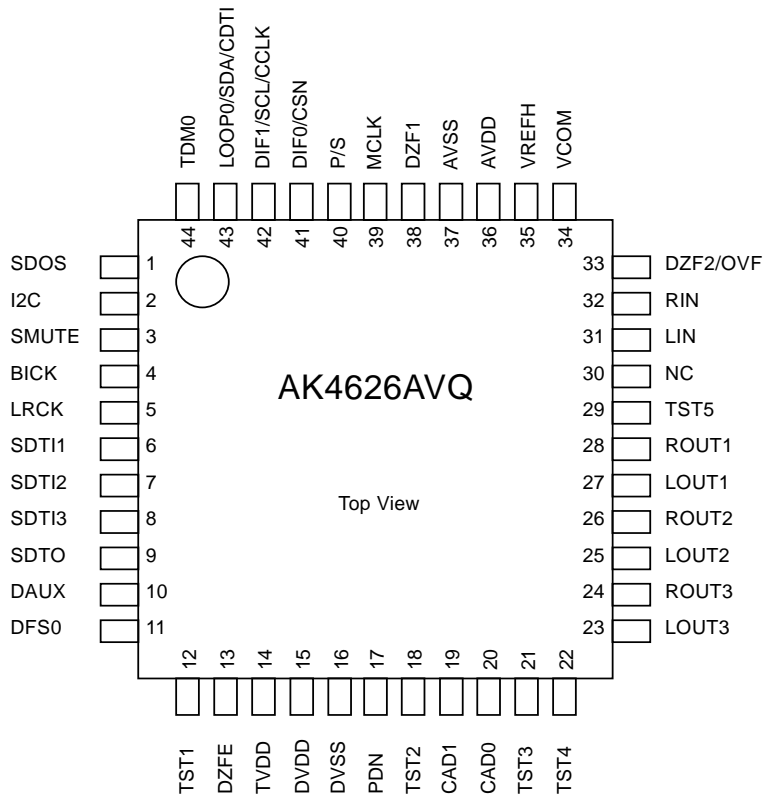 TDM0
LOOP0/SDA/CDTI
DIF1/SCL/CCLK
DIF0/CSN
P/S
MCLK
DZF1
AVSS
AVDD
VREFH
VCOM
44
43
42
41
40
39
38
37
36
35
34
SDOS 1
I2C 2
SMUTE 3
BICK 4
LRCK 5
SDTI1 6
SDTI2 7
SDTI3 8
SDTO 9
DAUX 10
DFS0 11
AK4626AVQ
Top View
33 DZF2/OVF
32 RIN
31 LIN
30 NC
29 TST5
28 ROUT1
27 LOUT1
26 ROUT2
25 LOUT2
24 ROUT3
23 LOUT3
12
13
14
15
16
17
18
19
20
21
22
TST1
DZFE
TVDD
DVDD
DVSS
PDN
TST2
CAD1
CAD0
TST3
TST4